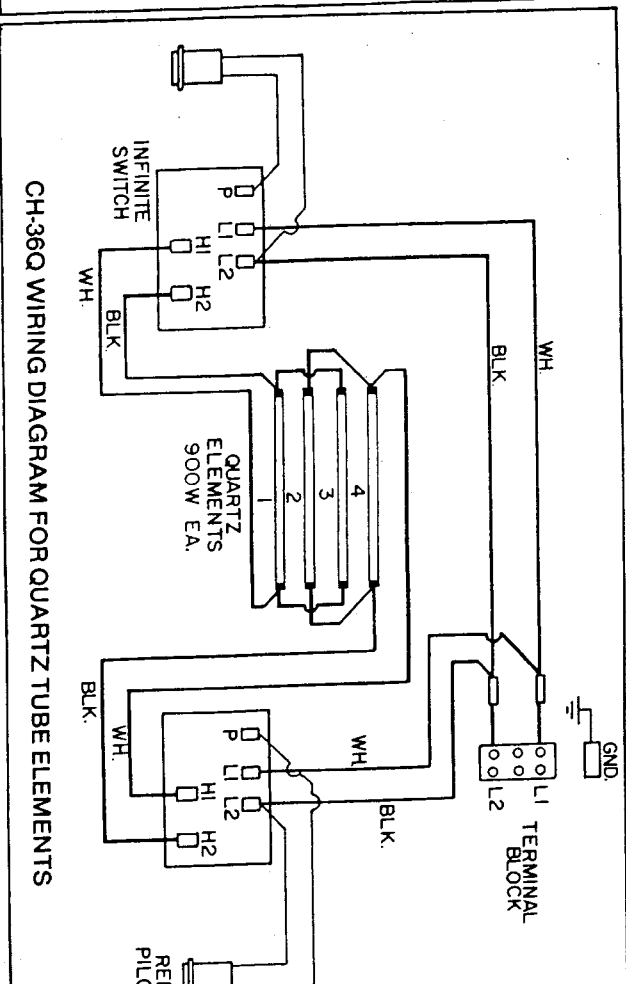 INFINITE
SWITCH
P
L1
L2
H1
H2
WH.
BLK.
WH.
BLK.
QUARTZ
ELEMENTS
900W EA.
1
2
3
4
GND.
L1
L2
TERMINAL
BLOCK
WH.
BLK.
BLK.
WH.
P
L1
L2
H1
H2
CH-36Q WIRING DIAGRAM FOR QUARTZ TUBE ELEMENTS